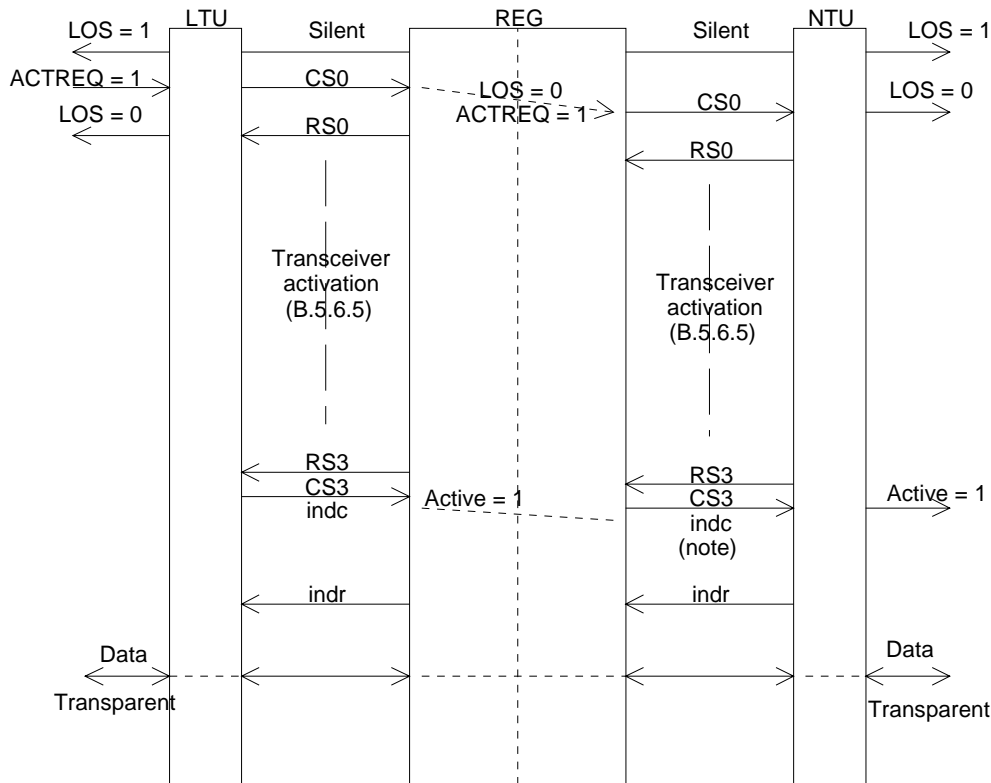 LTU
REG
NTU
LOS = 1
Silent
Silent
LOS = 1
ACTREQ = 1
CS0
LOS = 0
CS0
LOS = 0
LOS = 0
RS0
ACTREQ = 1
RS0
Transceiver
activation
(B.5.6.5)
Transceiver
activation
(B.5.6.5)
RS3
RS3
CS3
indc
Active = 1
CS3
indc
(note)
Active = 1
indr
indr
Data
Data
Transparent
Transparent